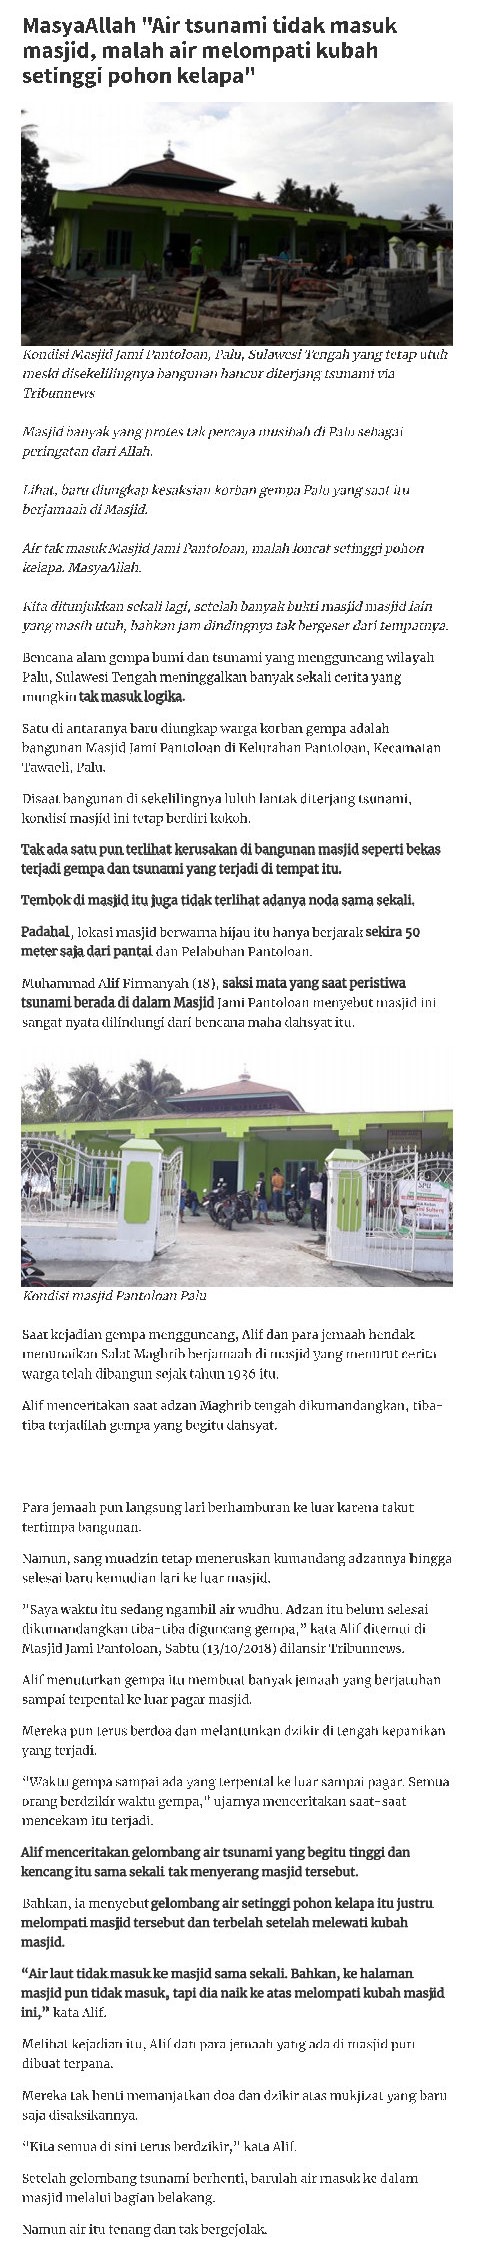 MasyaAllah "Air tsunami tidak masuk
masjid, malah air melompati kubah
setinggi pohon kelapa"
Kondisi Masjid Jami Pantoloan, Palu, Sulawesi Tengah yang tetap utuh
meski disekelilingnya bangunan hancur diterjang tsunami via
Tribunnews
Masjid banyak yang protes tak percaya musibah di Palu sebagai
peringatan dari Allah.
Lihat, baru diungkap kesaksian korban gempa Palu yang saat itu
berjamaah di Masjid.
Air tak masuk Masjid Jami Pantoloan, malah loncat setinggi pohon
kelapa. MasyaAllah.
Kita ditunjukkan sekali lagi, setelah banyak bukti masjid masjid lain
yang masih utuh, bahkan jam dindingnya tak bergeser dari tempatnya.
Bencana alam gempa bumi dan tsunami yang mengguncang wilayah
Palu, Sulawesi Tengah meninggalkan banyak sekali cerita yang
mungkin tak masuk logika.
Satu di antaranya baru diungkap warga korban gempa adalah
bangunan Masjid Jami Pantoloan di Kelurahan Pantoloan, Kecamatan
Tawaeli, Palu.
Disaat bangunan di sekelilingnya luluh lantak diterjang tsunami,
kondisi masjid ini tetap berdiri kokoh.
Tak ada satu pun terlihat kerusakan di bangunan masjid seperti bekas
terjadi gempa dan tsunami yang terjadi di tempat itu.
Tembok di masjid itu juga tidak terlihat adanya noda sama sekali.
Padahal, lokasi masjid berwarna hijau itu hanya berjarak sekira 50
meter saja dari pantai dan Pelabuhan Pantoloan.
Muhammad Alif Firmanyah (18), saksi mata yang saat peristiwa
tsunami berada di dalam Masjid Jami Pantoloan menyebut masjid ini
sangat nyata dilindungi dari bencana maha dahsyat itu.
Kondisi masjid Pantoloan Palu
Saat kejadian gempa mengguncang, Alif dan para jemaah hendak
menunaikan Salat Maghrib berjamaah di masjid yang menurut cerita
warga telah dibangun sejak tahun 1936 itu.
Alif menceritakan saat adzan Maghrib tengah dikumandangkan, tiba-
tiba terjadilah gempa yang begitu dahsyat.
Para jemaah pun langsung lari berhamburan ke luar karena takut
tertimpa bangunan.
Namun, sang muadzin tetap meneruskan kumandang adzannya hingga
selesai baru kemudian lari ke luar masjid.
"Saya waktu itu sedang ngambil air wudhu. Adzan itu belum selesai
dikumandangkan tiba-tiba diguncang gempa," kata Alif ditemui di
Masjid Jami Pantoloan, Sabtu (13/10/2018) dilansir Tribunnews.
Alif menuturkan gempa itu membuat banyak jemaah yang berjatuhan
sampai terpental ke luar pagar masjid.
Mereka pun terus berdoa dan melantunkan dzikir di tengah kepanikan
yang terjadi.
"Waktu gempa sampai ada yang terpental ke luar sampai pagar. Semua
orang berdzikir waktu gempa," ujarnya menceritakan saat-saat
mencekam itu terjadi.
Alif menceritakan gelombang air tsunami yang begitu tinggi dan
kencang itu sama sekali tak menyerang masjid tersebut.
Bahkan, ia menyebut gelombang air setinggi pohon kelapa itu justru
melompati masjid tersebut dan terbelah setelah melewati kubah
masjid.
"Air laut tidak masuk ke masjid sama sekali. Bahkan, ke halaman
masjid pun tidak masuk, tapi dia naik ke atas melompati kubah masjid
ini," kata Alif.
Melihat kejadian itu, Alif dan para jemaah yang ada di masjid pun
dibuat terpana.
Mereka tak henti memanjatkan doa dan dzikir atas mukjizat yang baru
saja disaksikannya.
"Kita semua di sini terus berdzikir," kata Alif.
Setelah gelombang tsunami berhenti, barulah air masuk ke dalam
masjid melalui bagian belakang.
Namun air itu tenang dan tak bergejolak.